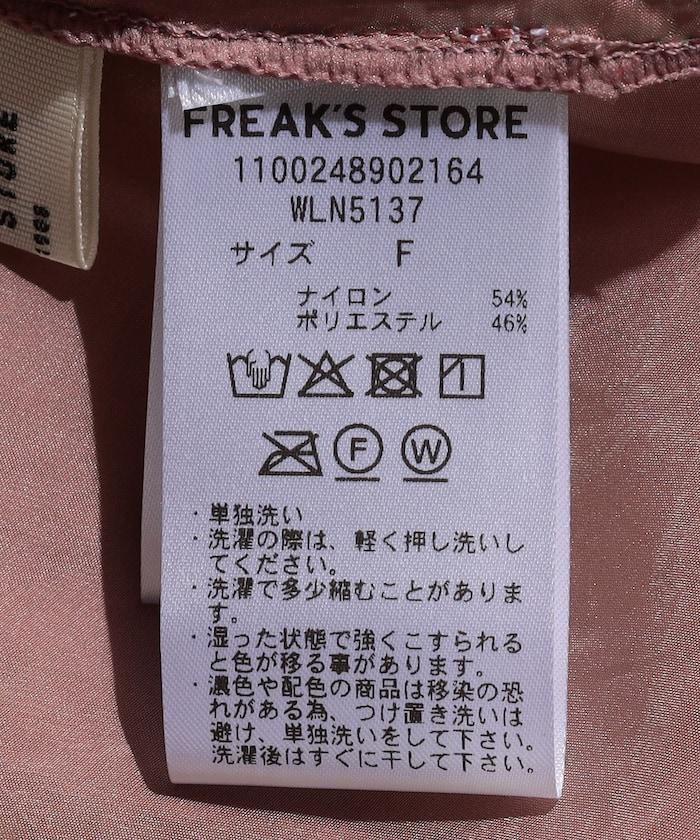 STORE
1986
FREAK'S STORE
1100248902164
WLN5137
サイズ F
ナイロン 54%
ポリエステル 46%
F W
・単独洗い
・洗濯の際は、軽く押し洗いし
てください。
・洗濯で多少縮むことがありま
す。
・湿った状態で強くこすられる
と色が移る事があります。
・濃色や配色の商品は移染の恐
れがある為、つけ置き洗いは
避け、単独洗いをして下さい。
洗濯後はすぐに干して下さい。